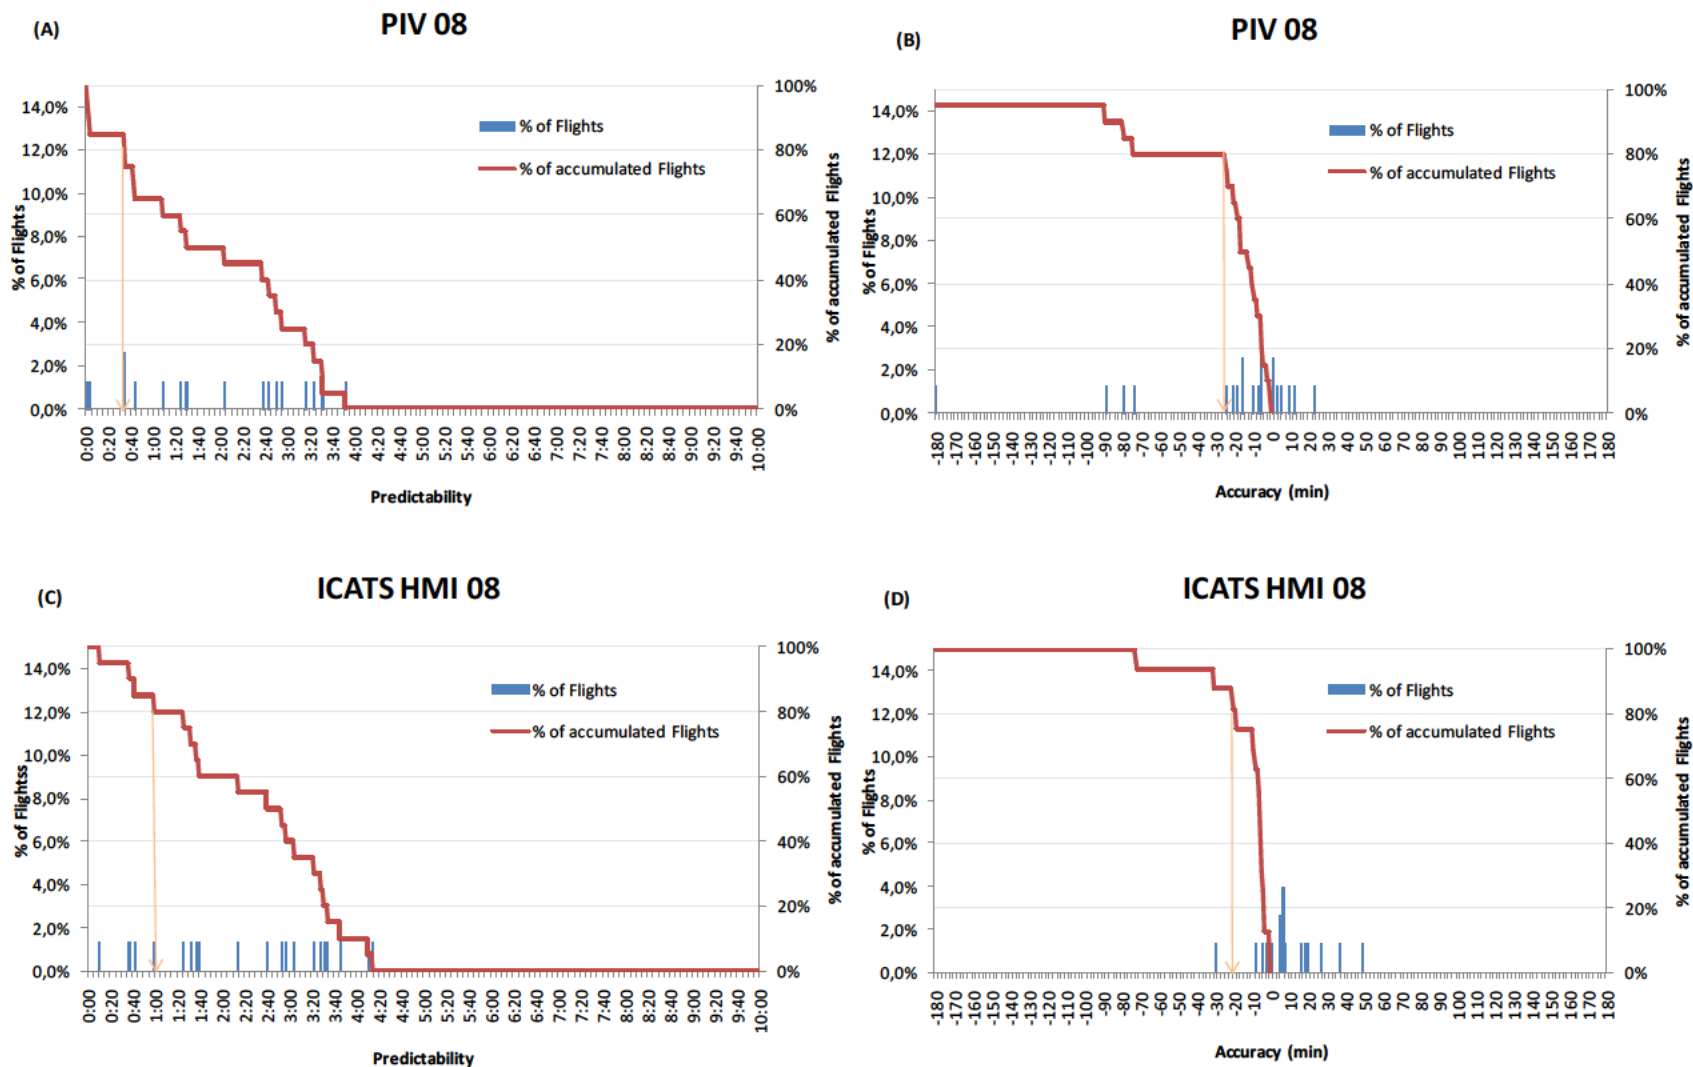 (A)
PIV 08
100%
14,0%
12,0%
10,0%
8,0%
6,0%
4,0%
2,0%
0,0%
80%
60%
40%
20%
0%
% of Flights
% of accumulated Flights
% of Flights
% of accumulated Flights
0:00 0:20 0:40 1:00 1:20 1:40 2:00 2:20 2:40 3:00 3:20 3:40 4:00 4:20 4:40 5:00 5:20 5:40 6:00 6:20 6:40 7:00 7:20 7:40 8:00 8:20 8:40 9:00 9:20 9:40 10:00
Predictability
(B)
PIV 08
100%
14,0%
12,0%
10,0%
8,0%
6,0%
4,0%
2,0%
0,0%
80%
60%
40%
20%
0%
% of Flights
% of accumulated Flights
% of Flights
% of accumulated Flights
-180 -170 -150 -140 -130 -120 -110 -100 -90 -80 -70 -60 -50 -40 -30 -20 -10 0 10 20 30 40 50 60 70 80 90 100 110 120 130 140 150 160 170 180
Accuracy (min)
(C)
ICATS HMI 08
100%
14,0%
12,0%
10,0%
8,0%
6,0%
4,0%
2,0%
0,0%
80%
60%
40%
20%
0%
% of Flightss
% of accumulated Flights
% of Flights
% of accumulated Flights
0:00 0:20 0:40 1:00 1:20 1:40 2:00 2:20 2:40 3:00 3:20 3:40 4:00 4:20 4:40 5:00 5:20 5:40 6:00 6:20 6:40 7:00 7:20 7:40 8:00 8:20 8:40 9:00 9:20 9:40 10:00
Predictability
(D)
ICATS HMI 08
100%
14,0%
12,0%
10,0%
8,0%
6,0%
4,0%
2,0%
0,0%
80%
60%
40%
20%
0%
% of Flights
% of accumulated Flights
% of Flights
% of accumulated Flights
-180 -170 -150 -140 -130 -120 -110 -100 -90 -80 -70 -60 -50 -40 -30 -20 -10 0 10 20 30 40 50 60 70 80 90 100 110 120 130 140 150 160 170 180
Accuracy (min)